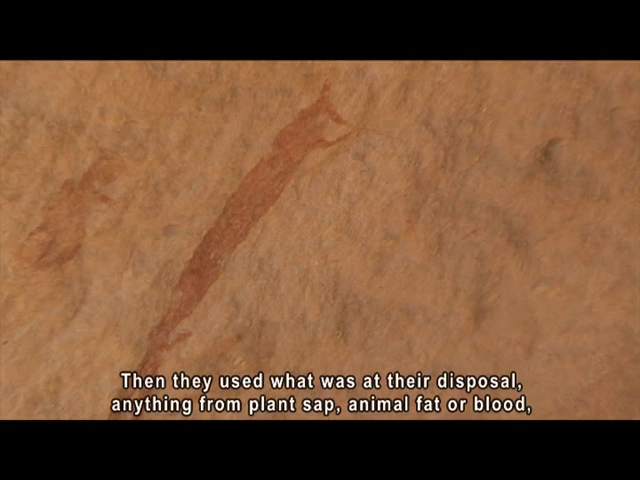 Then they used what was at their disposal,
anything from plant sap, animal fat or blood,